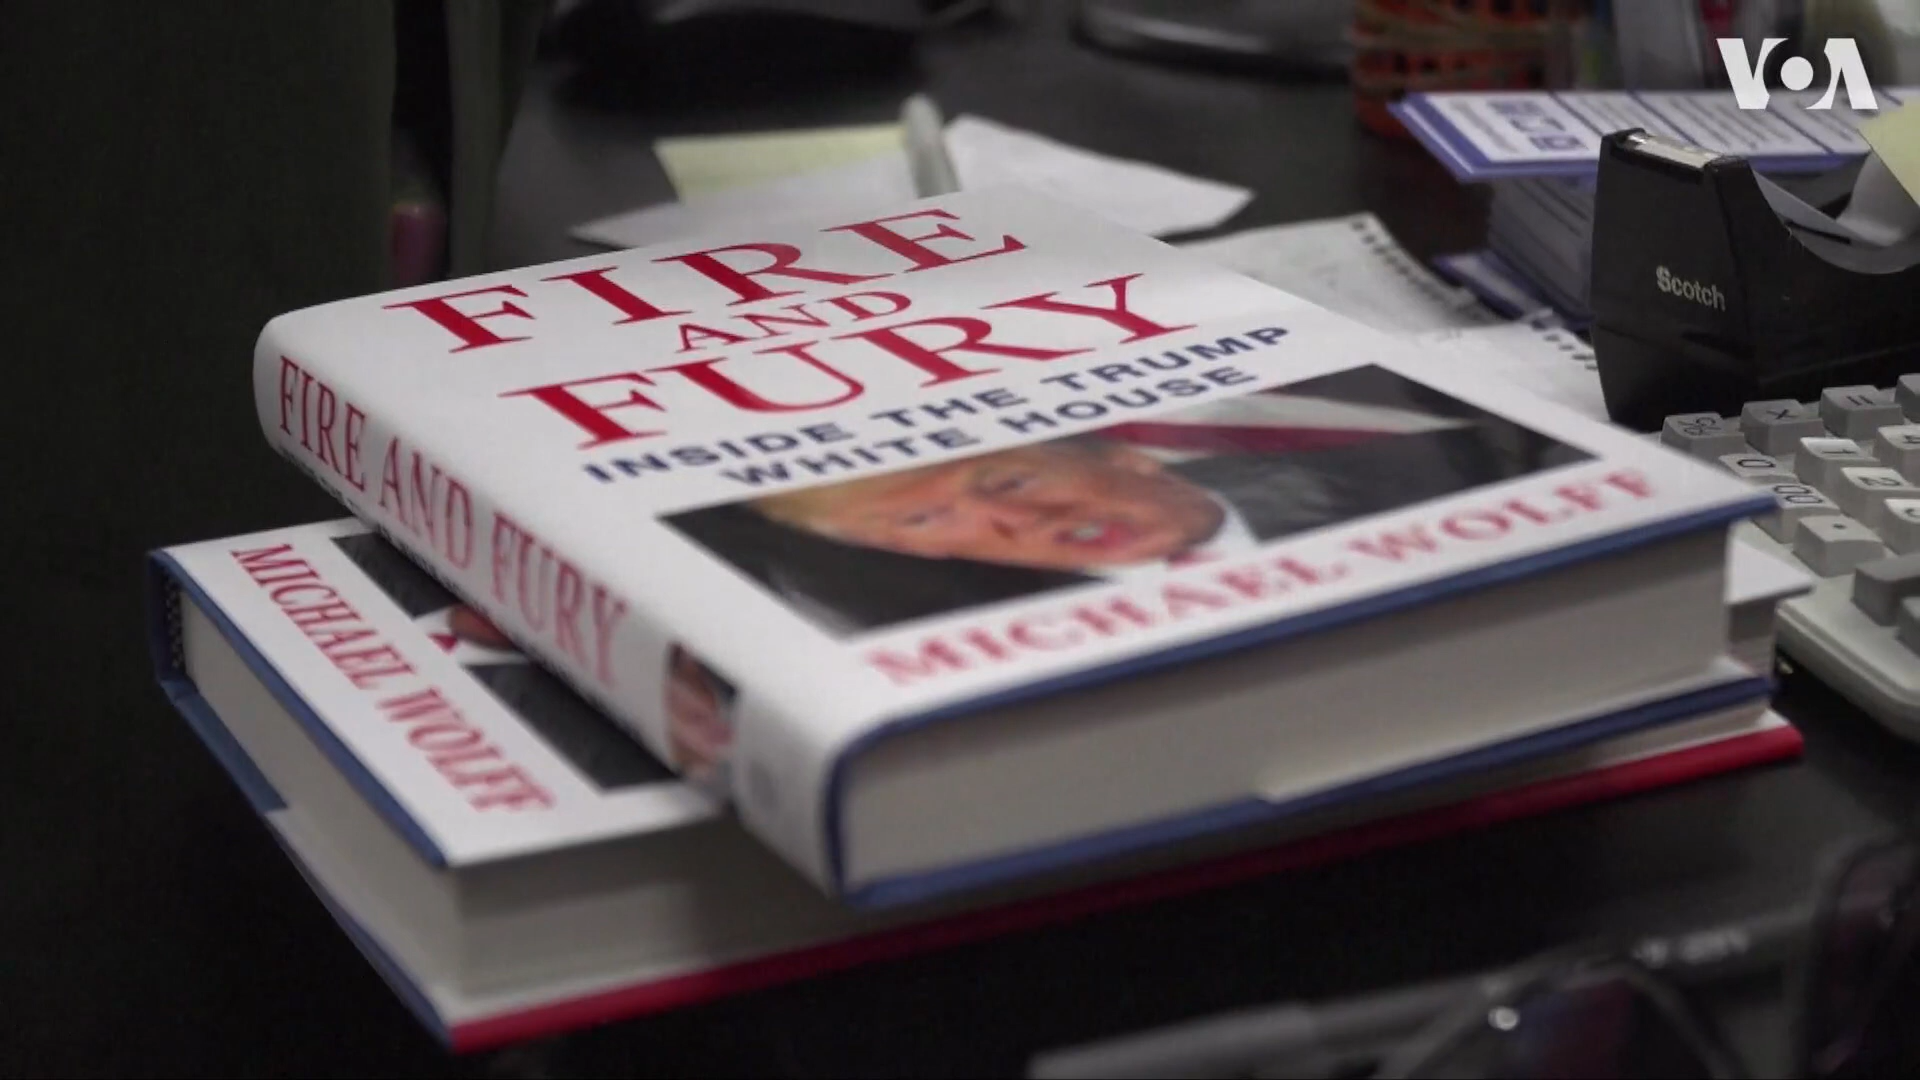 VOA
Scotch
FIRE
AND
FURY
INSIDE THE TRUMP
WHITE HOUSE
MICHAEL WOLFF
FIRE AND FURY
MICHAEL WOLFF